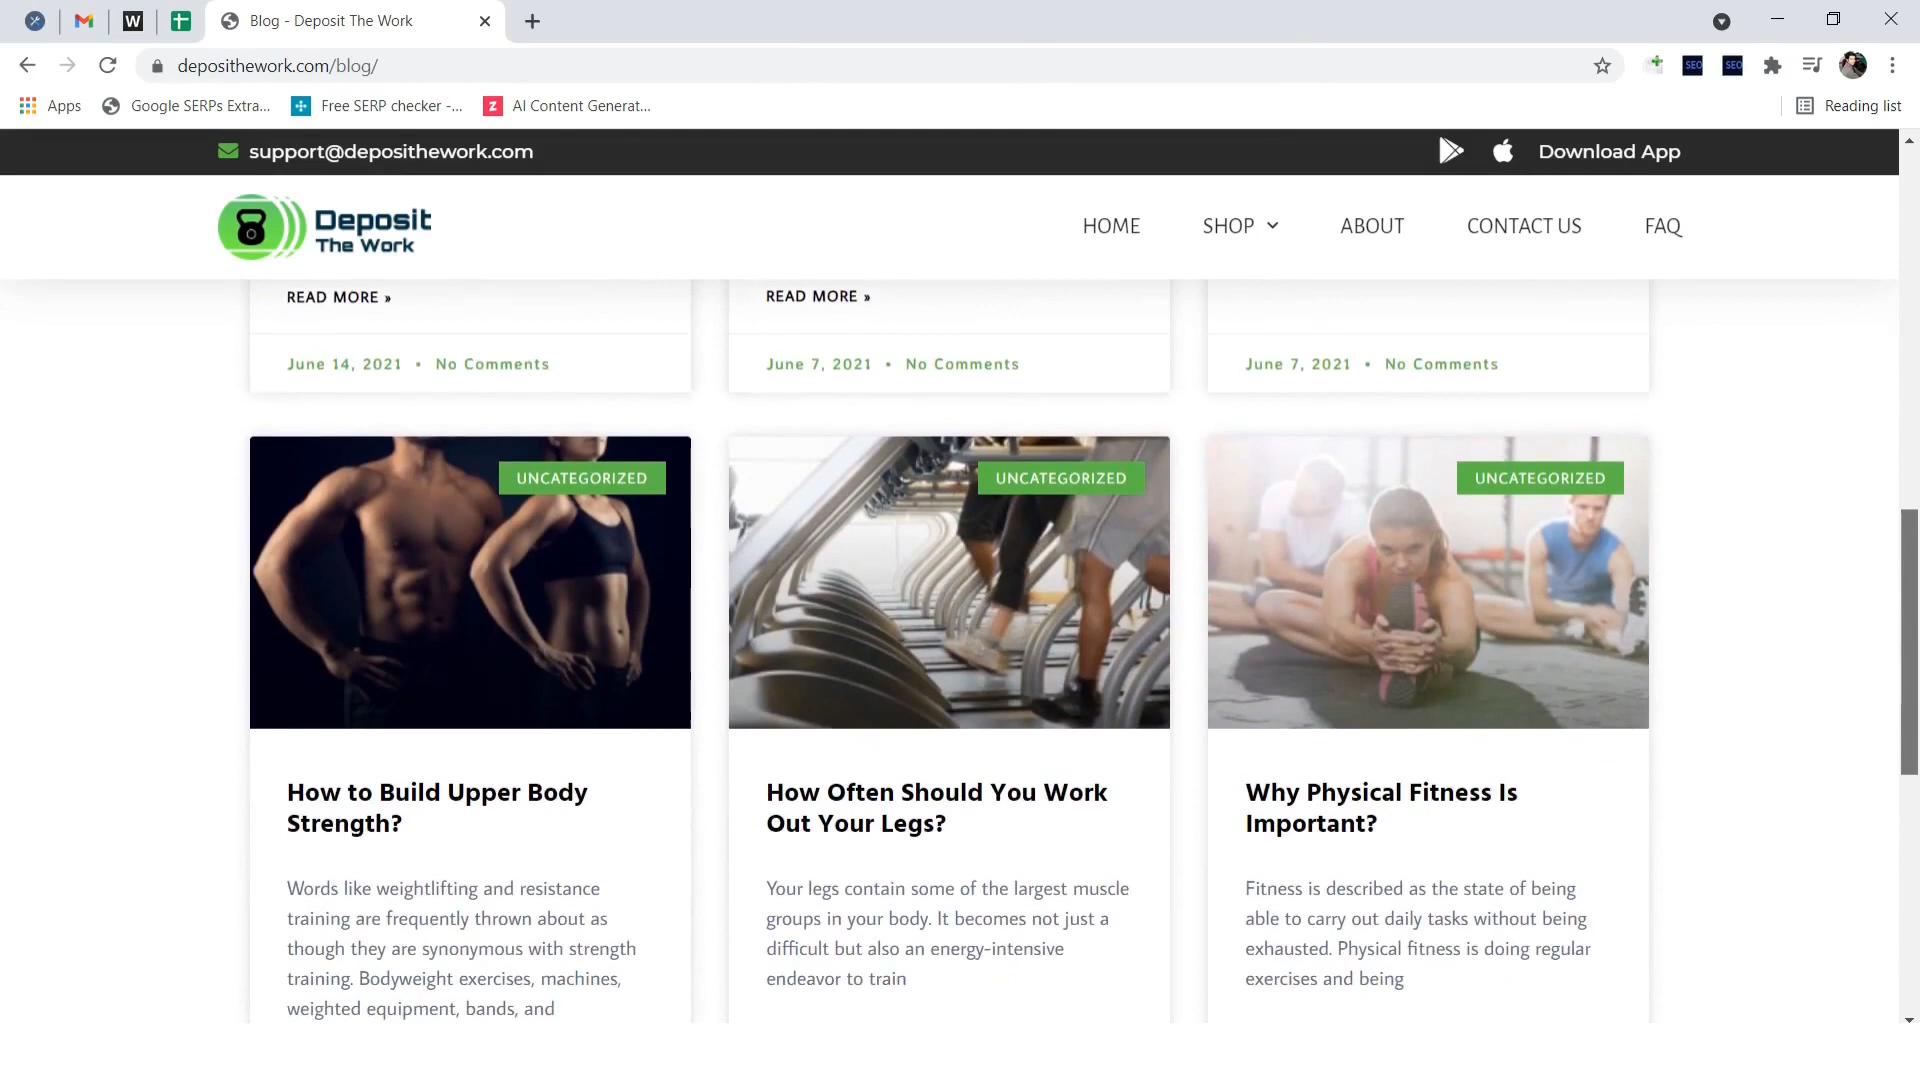 W
Blog - Deposit The Work
deposithework.com/blog/
SEO
SEO
Apps
Google SERPs Extra...
Free SERP checker -...
Z
AI Content Generat...
Reading list
support@deposithework.com
Download App
Deposit
The Work
HOME
SHOP
ABOUT
CONTACT US
FAQ
READ MORE »
READ MORE »
June 14, 2021 • No Comments
June 7, 2021 • No Comments
June 7, 2021 • No Comments
UNCATEGORIZED
UNCATEGORIZED
UNCATEGORIZED
How to Build Upper Body
Strength?
Words like weightlifting and resistance
training are frequently thrown about as
though they are synonymous with strength
training. Bodyweight exercises, machines,
weighted equipment, bands, and
How Often Should You Work
Out Your Legs?
Your legs contain some of the largest muscle
groups in your body. It becomes not just a
difficult but also an energy-intensive
endeavor to train
Why Physical Fitness Is
Important?
Fitness is described as the state of being
able to carry out daily tasks without being
exhausted. Physical fitness is doing regular
exercises and being